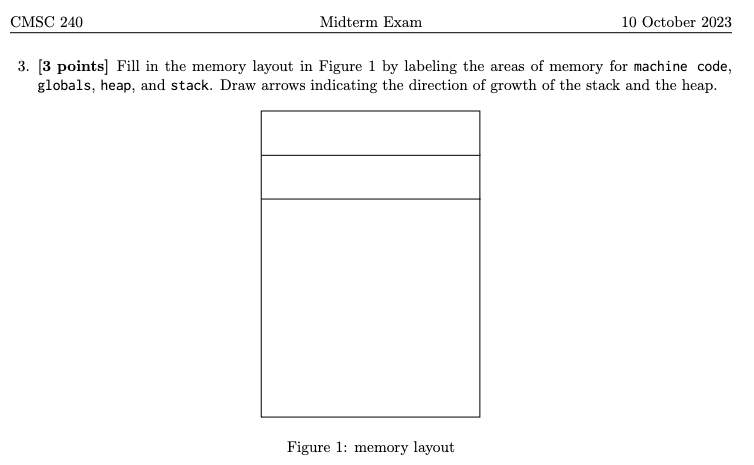 CMSC 240 Midterm Exam 10 October 2023
3. [3 points] Fill in the memory layout in Figure 1 by labeling the areas of memory for machine code,
globals, heap, and stack. Draw arrows indicating the direction of growth of the stack and the heap.
Figure 1: memory layout